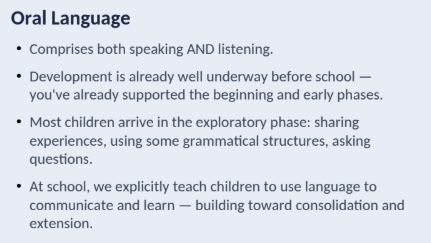 Oral Language
• Comprises both speaking AND listening.
• Development is already well underway before school —
you've already supported the beginning and early phases.
• Most children arrive in the exploratory phase: sharing
experiences, using some grammatical structures, asking
questions.
• At school, we explicitly teach children to use language to
communicate and learn — building toward consolidation and
extension.